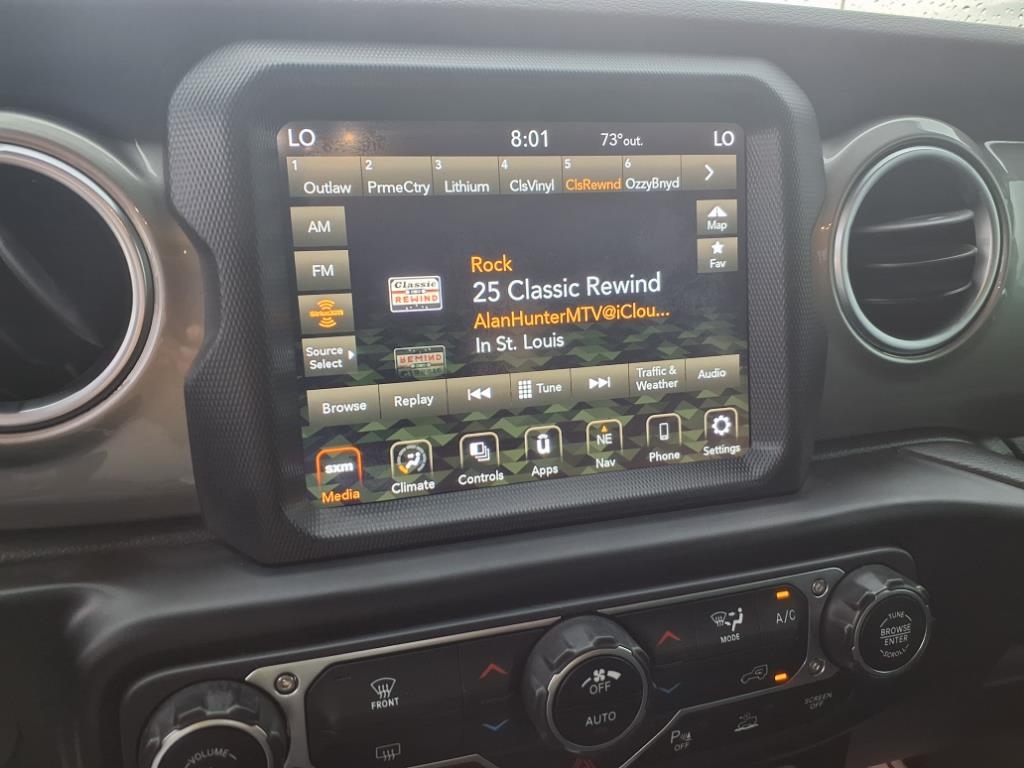 LO 8:01 73°out. LO
1 2 3 4 5 6
Outlaw PrmeCtry Lithium ClsVinyl ClsRewnd OzzyBnyd
AM
Map
FM
Fav
SiriusXM
Source
Select
Classic
REWIND
Rock
25 Classic Rewind
AlanHunterMTV@iClou...
In St. Louis
REWIND
Classic
Browse Replay Tune Traffic &
Weather Audio
sxm NE
Media Climate Controls Apps Nav Phone Settings
FRONT
MODE
A/C
TUNE
BROWSE
ENTER
SCROLL
OFF
AUTO
VOLUME
P
OFF
SCREEN
OFF